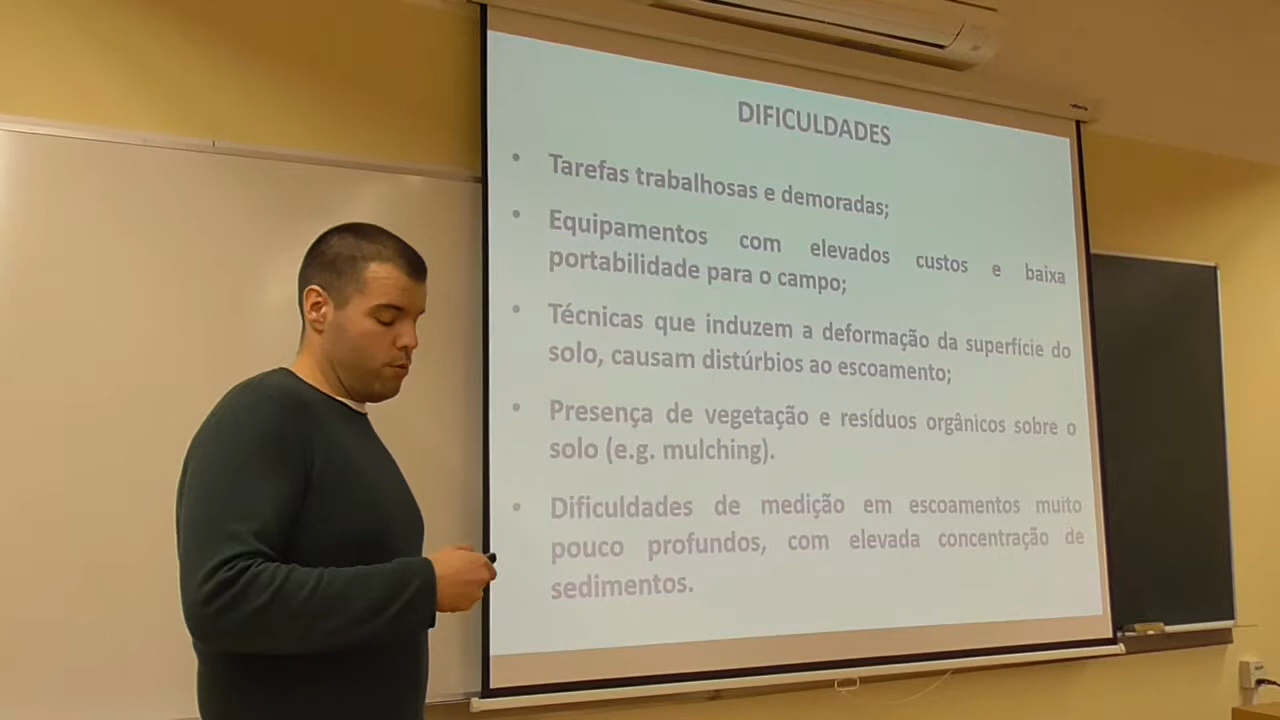 DIFICULDADES
• Tarefas trabalhosas e demoradas;
• Equipamentos com elevados custos e baixa
portabilidade para o campo;
• Técnicas que induzem a deformação da superfície do
solo, causam distúrbios ao escoamento;
• Presença de vegetação e resíduos orgânicos sobre o
solo (e.g. mulching).
• Dificuldades de medição em escoamentos muito
pouco profundos, com elevada concentração de
sedimentos.